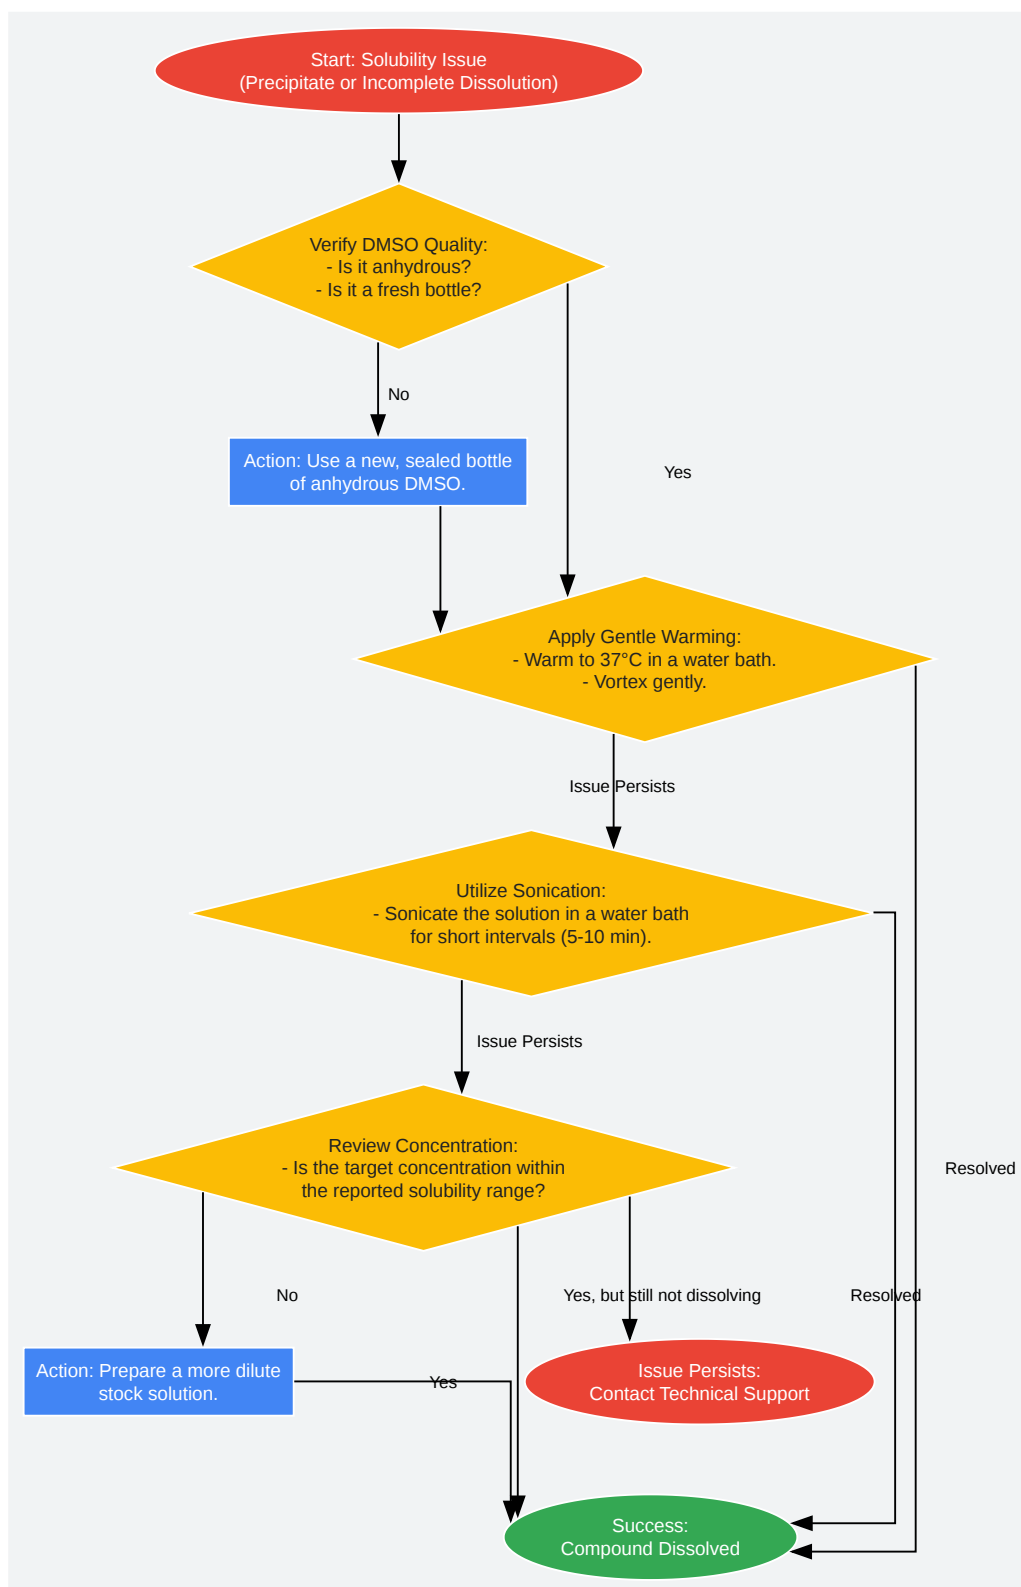 Start: Solubility Issue
(Precipitate or Incomplete Dissolution)
Verify DMSO Quality:
- Is it anhydrous?
- Is it a fresh bottle?
No
Action: Use a new, sealed bottle
of anhydrous DMSO.
Yes
Apply Gentle Warming:
- Warm to 37°C in a water bath.
- Vortex gently.
Issue Persists
Utilize Sonication:
- Sonicate the solution in a water bath
for short intervals (5-10 min).
Issue Persists
Review Concentration:
- Is the target concentration within
the reported solubility range?
Resolved
No
Yes, but still not dissolving
Resolved
Action: Prepare a more dilute
stock solution.
Yes
Issue Persists:
Contact Technical Support
Success:
Compound Dissolved